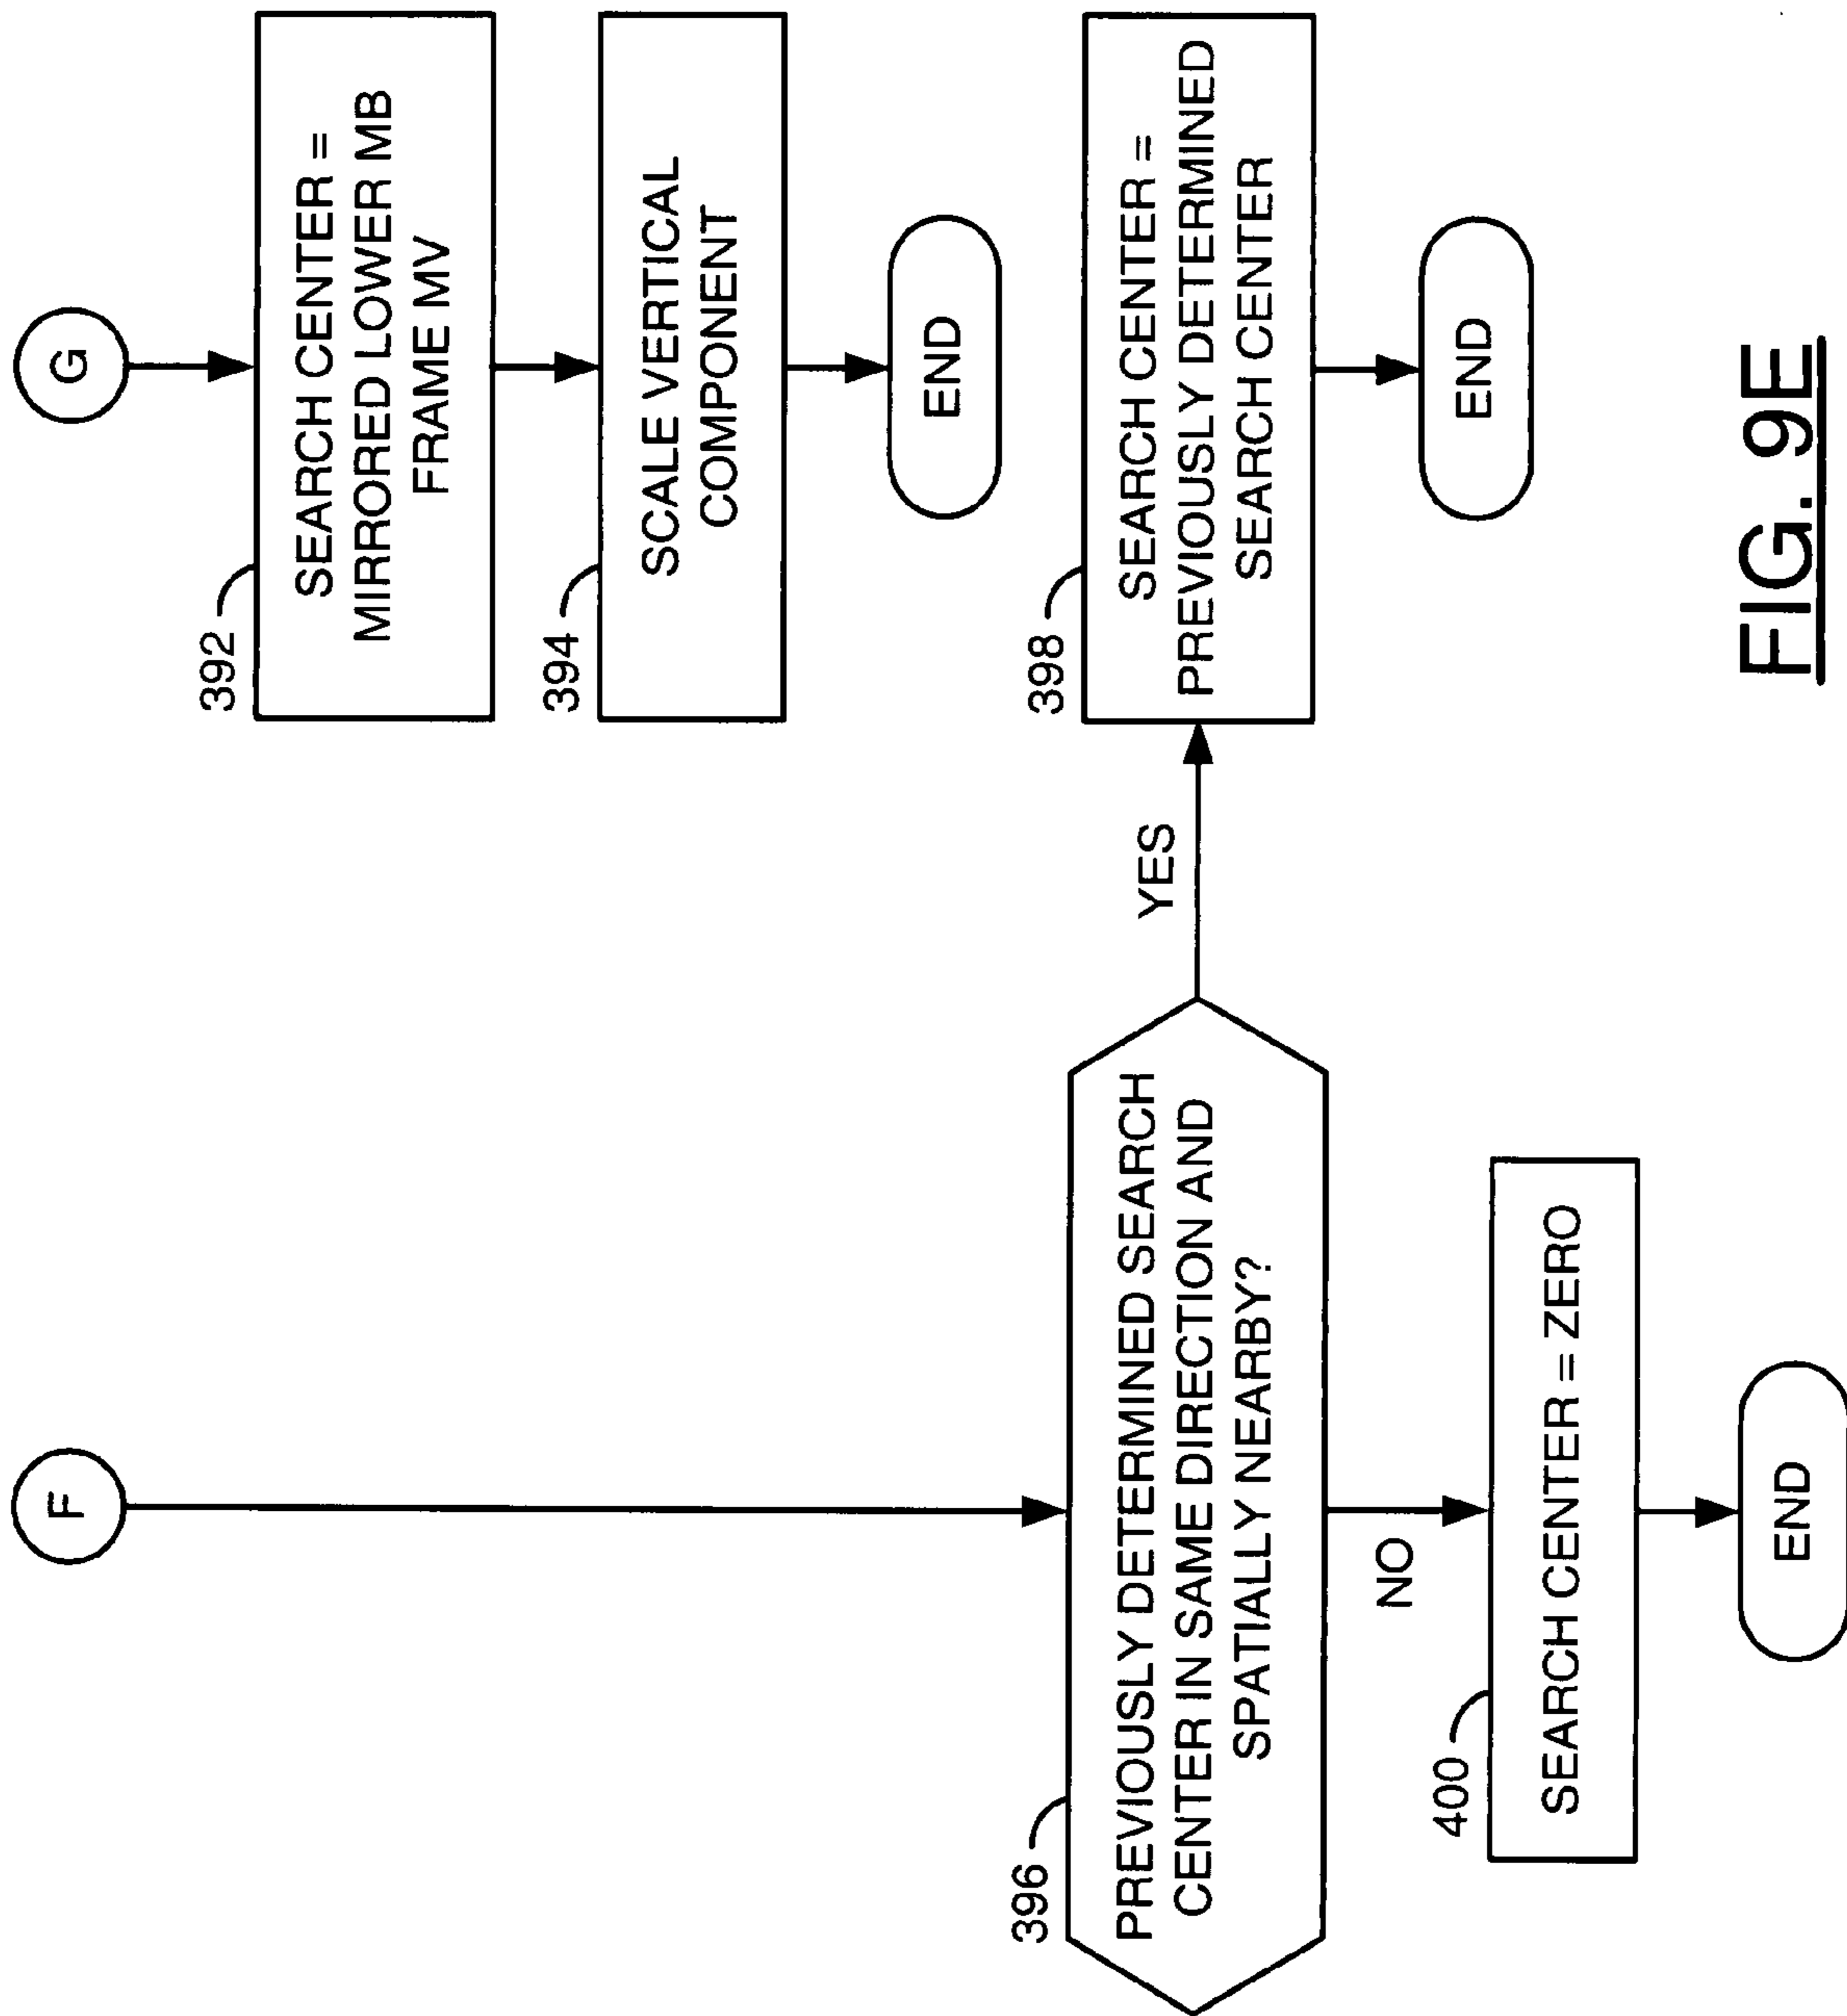 G
392
SEARCH CENTER =
MIRRORED LOWER MB
FRAME MV
394
SCALE VERTICAL
COMPONENT
END
F
396
PREVIOUSLY DETERMINED SEARCH
CENTER IN SAME DIRECTION AND
SPATIALLY NEARBY?
YES
398
SEARCH CENTER =
PREVIOUSLY DETERMINED
SEARCH CENTER
END
NO
400
SEARCH CENTER = ZERO
END
FIG. 9E